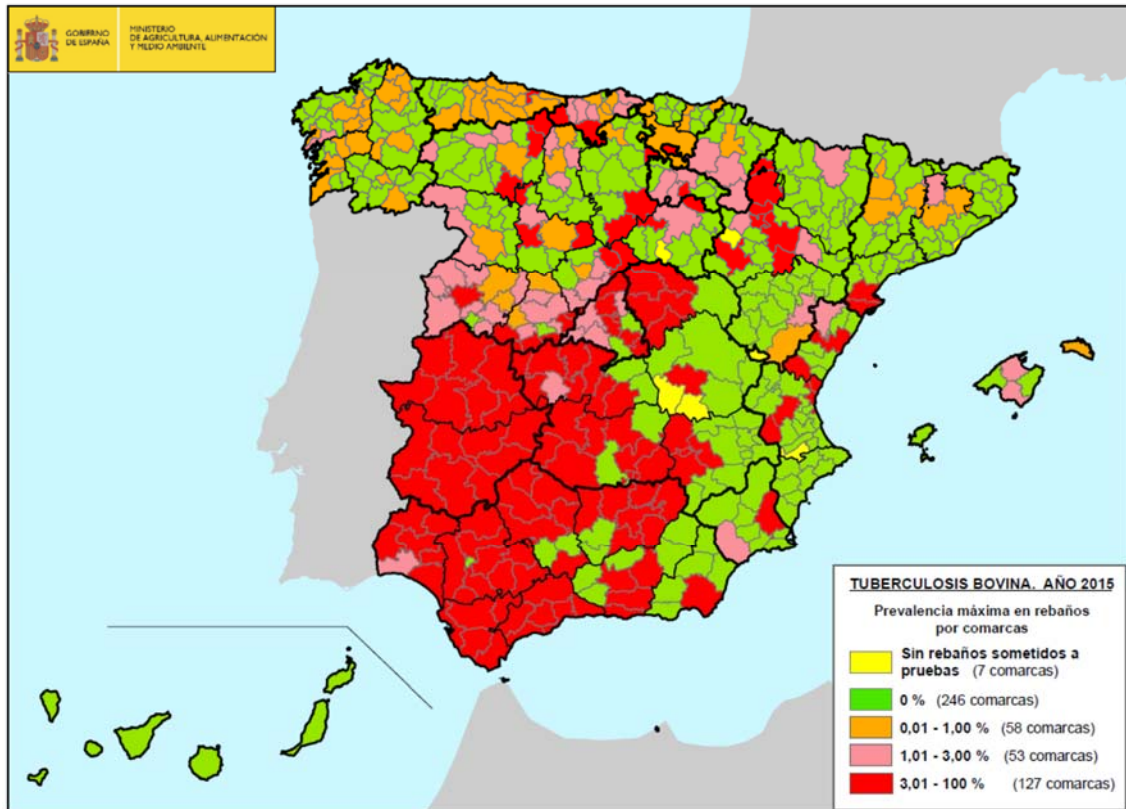 GOBIERNO
DE ESPAÑA
MINISTERIO
DE AGRICULTURA, ALIMENTACIÓN
Y MEDIO AMBIENTE
TUBERCULOSIS BOVINA. AÑO 2015
Prevalencia máxima en rebaños
por comarcas
Sin rebaños sometidos a
pruebas (7 comarcas)
0 % (246 comarcas)
0,01 - 1,00 % (58 comarcas)
1,01 - 3,00 % (53 comarcas)
3,01 - 100 % (127 comarcas)